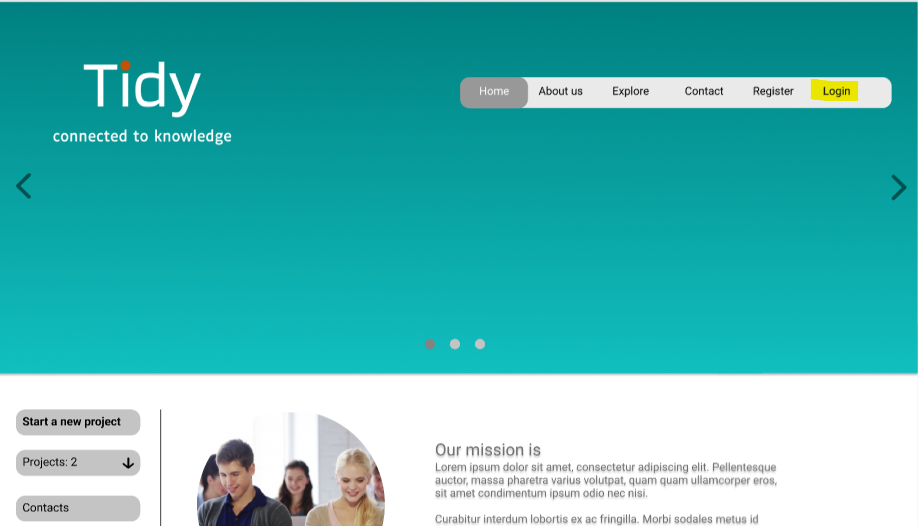 Tidy
connected to knowledge
Home About us Explore Contact Register Login
Start a new project
Projects: 2
Contacts
Our mission is
Lorem ipsum dolor sit amet, consectetur adipiscing elit. Pellentesque
auctor, massa pharetra varius volutpat, quam quam ullamcorper eros,
sit amet condimentum ipsum odio nec nisi.
Curabitur interdum lobortis ex ac fringilla. Morbi sodales metus id